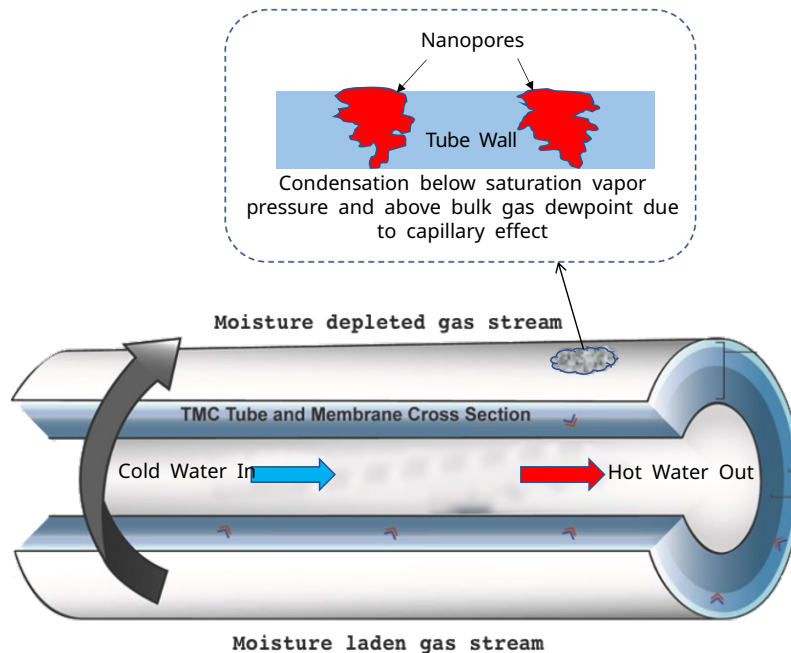 Nanopores
Tube Wall
Condensation below saturation vapor
pressure and above bulk gas dewpoint due
to capillary effect
Moisture depleted gas stream
TMC Tube and Membrane Cross Section
Cold Water In
Hot Water Out
Moisture laden gas stream